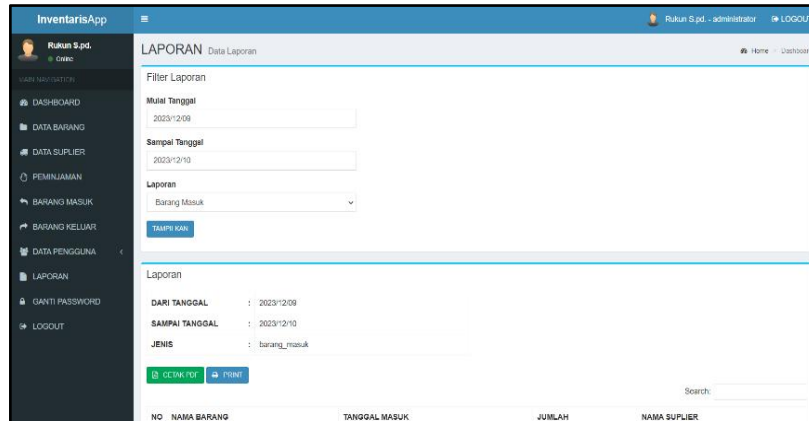 InventarisApp
Rukun S.pd. - administrator LOGOUT
Rukun S.pd.
Online
LAPORAN Data Laporan
Home Dashboar
MAIN NAVIGATION
DASHBOARD
DATA BARANG
DATA SUPLIER
PEMINJAMAN
BARANG MASUK
BARANG KELUAR
DATA PENGGUNA
LAPORAN
GANTI PASSWORD
LOGOUT
Filter Laporan
Mulai Tanggal
2023/12/09
Sampai Tanggal
2023/12/10
Laporan
Barang Masuk
TAMPILKAN
Laporan
DARI TANGGAL : 2023/12/09
SAMPAI TANGGAL : 2023/12/10
JENIS : barang_masuk
CETAK PDF PRINT
Search:
NO NAMA BARANG TANGGAL MASUK JUMLAH NAMA SUPLIER